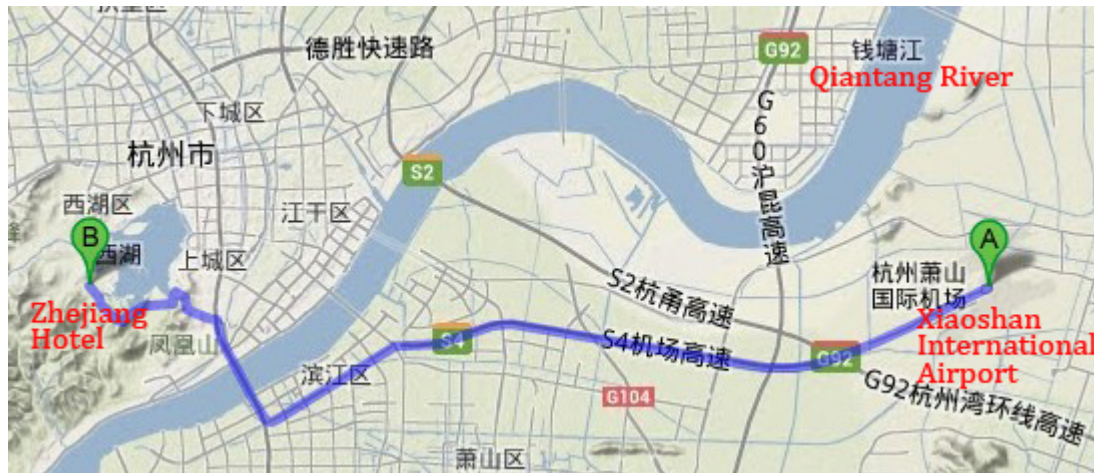 德胜快速路
G92
钱塘江
Qiantang River
下城区
杭州市
S2
G60沪昆高速
西湖区
江干区
B
西湖
上城区
A
杭州萧山
国际机场
S2杭甬高速
Zhejiang
Hotel
凤凰山
S4
S4机场高速
G92
Xiaoshan
International
Airport
滨江区
G104
G92杭州湾环线高速
萧山区